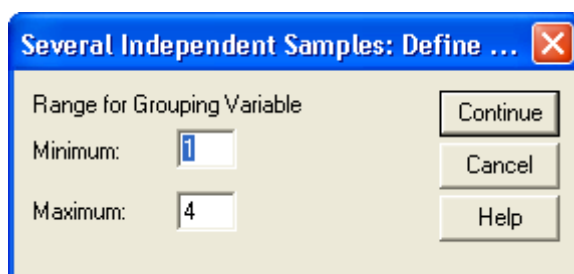 Several Independent Samples: Define ...
Range for Grouping Variable
Minimum: 1
Maximum: 4
Continue
Cancel
Help